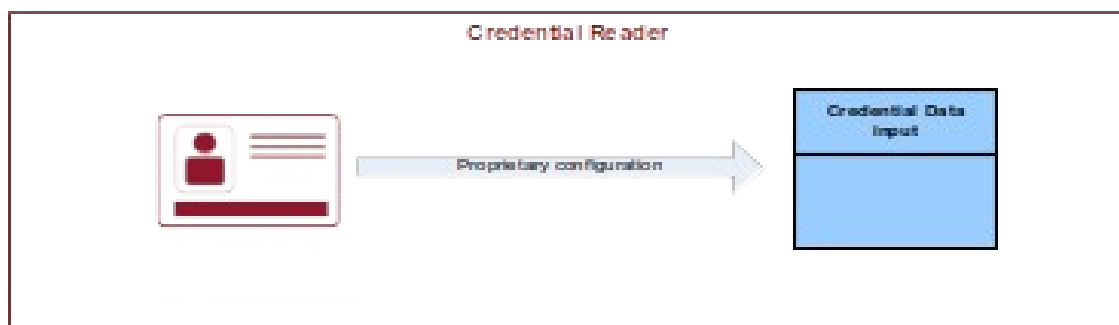 Credential Reader
Credential Data
Input
Proprietary configuration